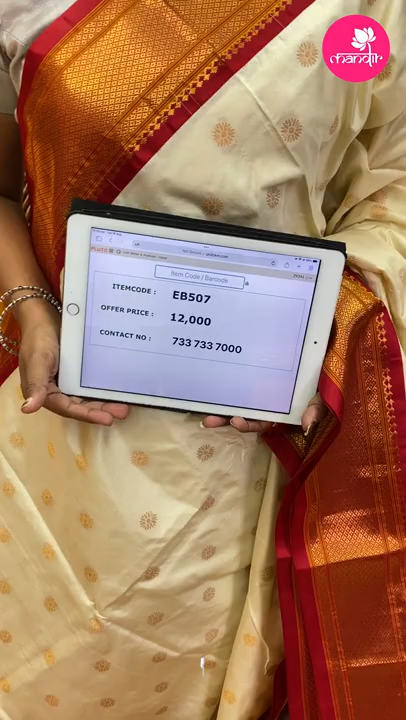 mandir
Item Code / Barcode
ITEMCODE : EB507
OFFER PRICE : 12,000
CONTACT NO : 733 733 7000